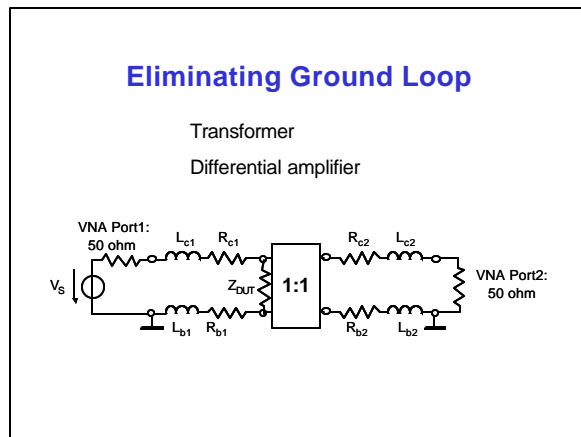 Eliminating Ground Loop
Transformer
Differential amplifier
VNA Port1:
50 ohm
Lc1
Rc1
Rc2
Lc2
VS
ZDUT
1:1
VNA Port2:
50 ohm
Lb1
Rb1
Rb2
Lb2